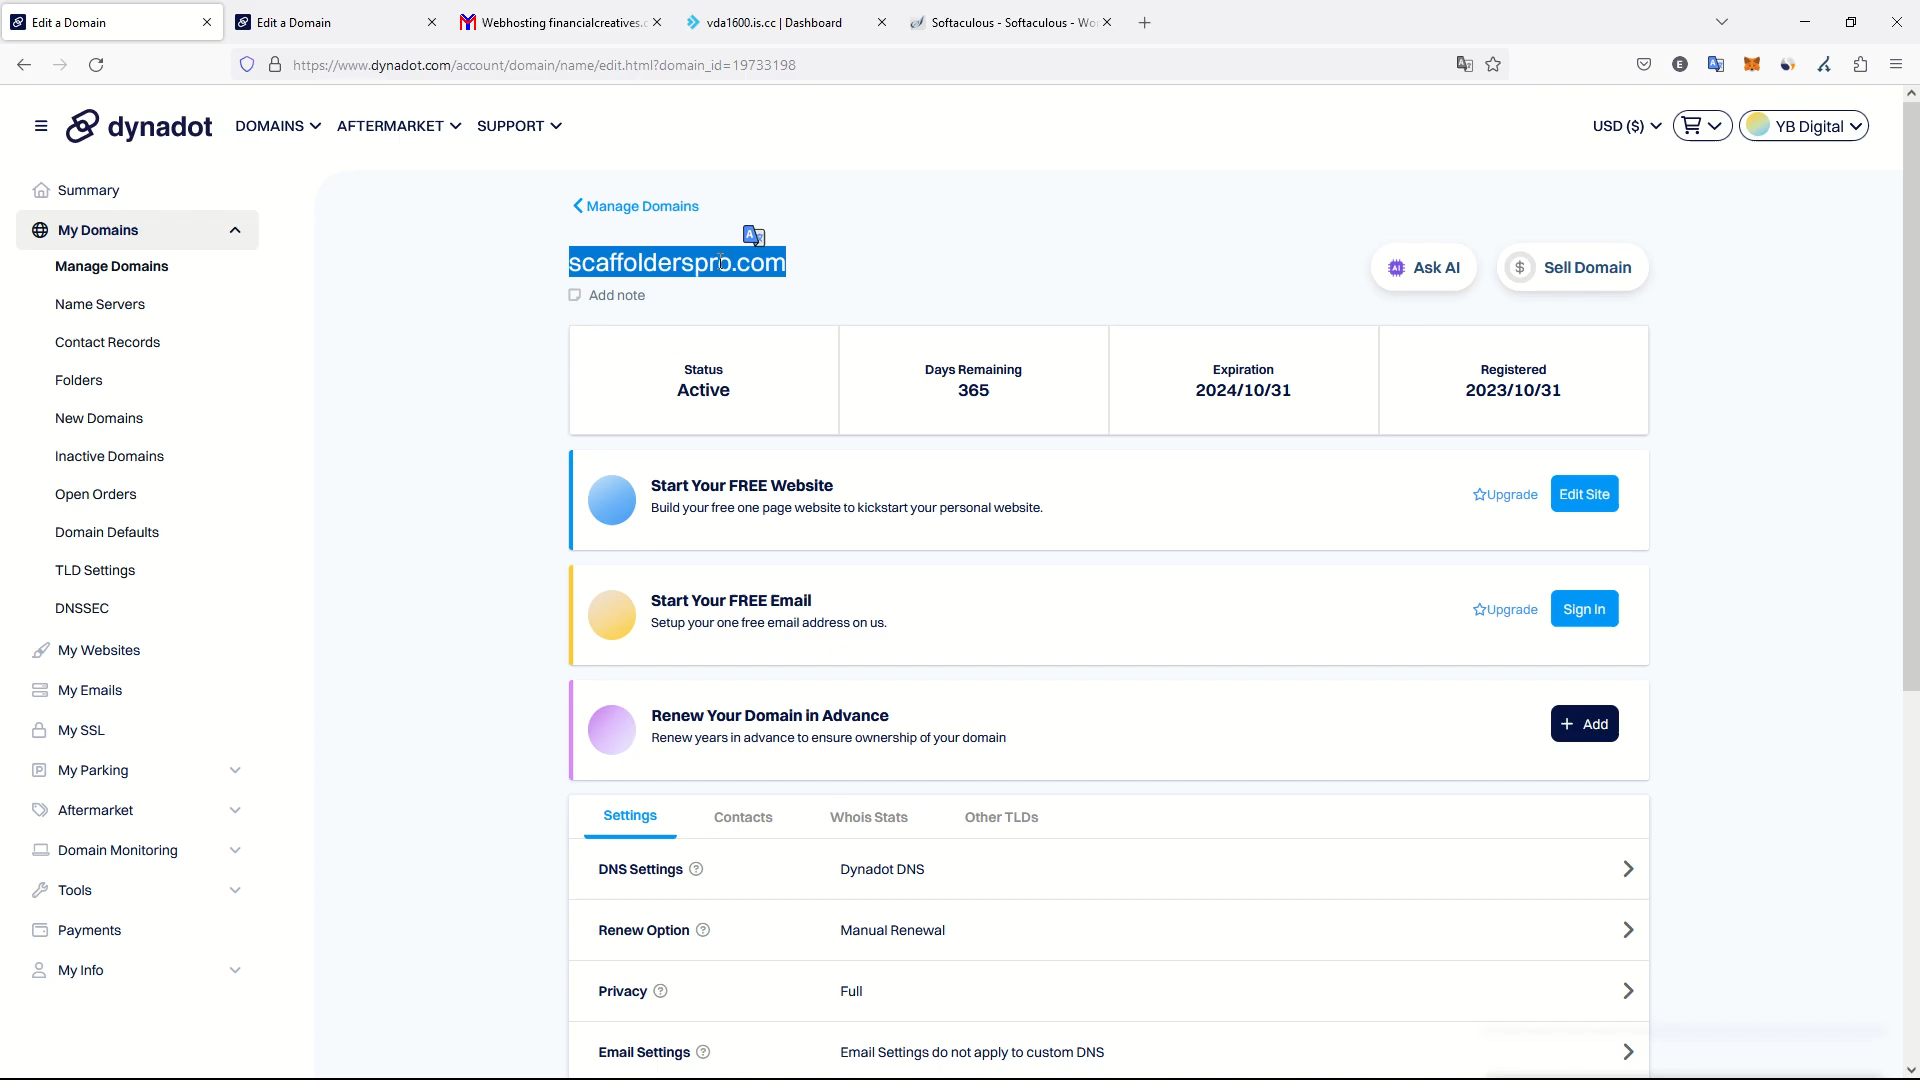 Edit a Domain
Edit a Domain
Webhosting financialcreatives.c
vda1600.is.cc | Dashboard
Softaculous - Softaculous - Wo
https://www.dynadot.com/account/domain/name/edit.html?domain_id=19733198
E
dynadot
DOMAINS
AFTERMARKET
SUPPORT
USD ($)
YB Digital
Summary
My Domains
Manage Domains
Name Servers
Contact Records
Folders
New Domains
Inactive Domains
Open Orders
Domain Defaults
TLD Settings
DNSSEC
My Websites
My Emails
My SSL
My Parking
Aftermarket
Domain Monitoring
Tools
Payments
My Info
Manage Domains
scaffolderspro.com
Add note
AI Ask AI
$ Sell Domain
Status
Active
Days Remaining
365
Expiration
2024/10/31
Registered
2023/10/31
Start Your FREE Website
Build your free one page website to kickstart your personal website.
Upgrade
Edit Site
Start Your FREE Email
Setup your one free email address on us.
Upgrade
Sign In
Renew Your Domain in Advance
Renew years in advance to ensure ownership of your domain
+ Add
Settings
Contacts
Whois Stats
Other TLDs
DNS Settings ?
Dynadot DNS
Renew Option ?
Manual Renewal
Privacy ?
Full
Email Settings ?
Email Settings do not apply to custom DNS